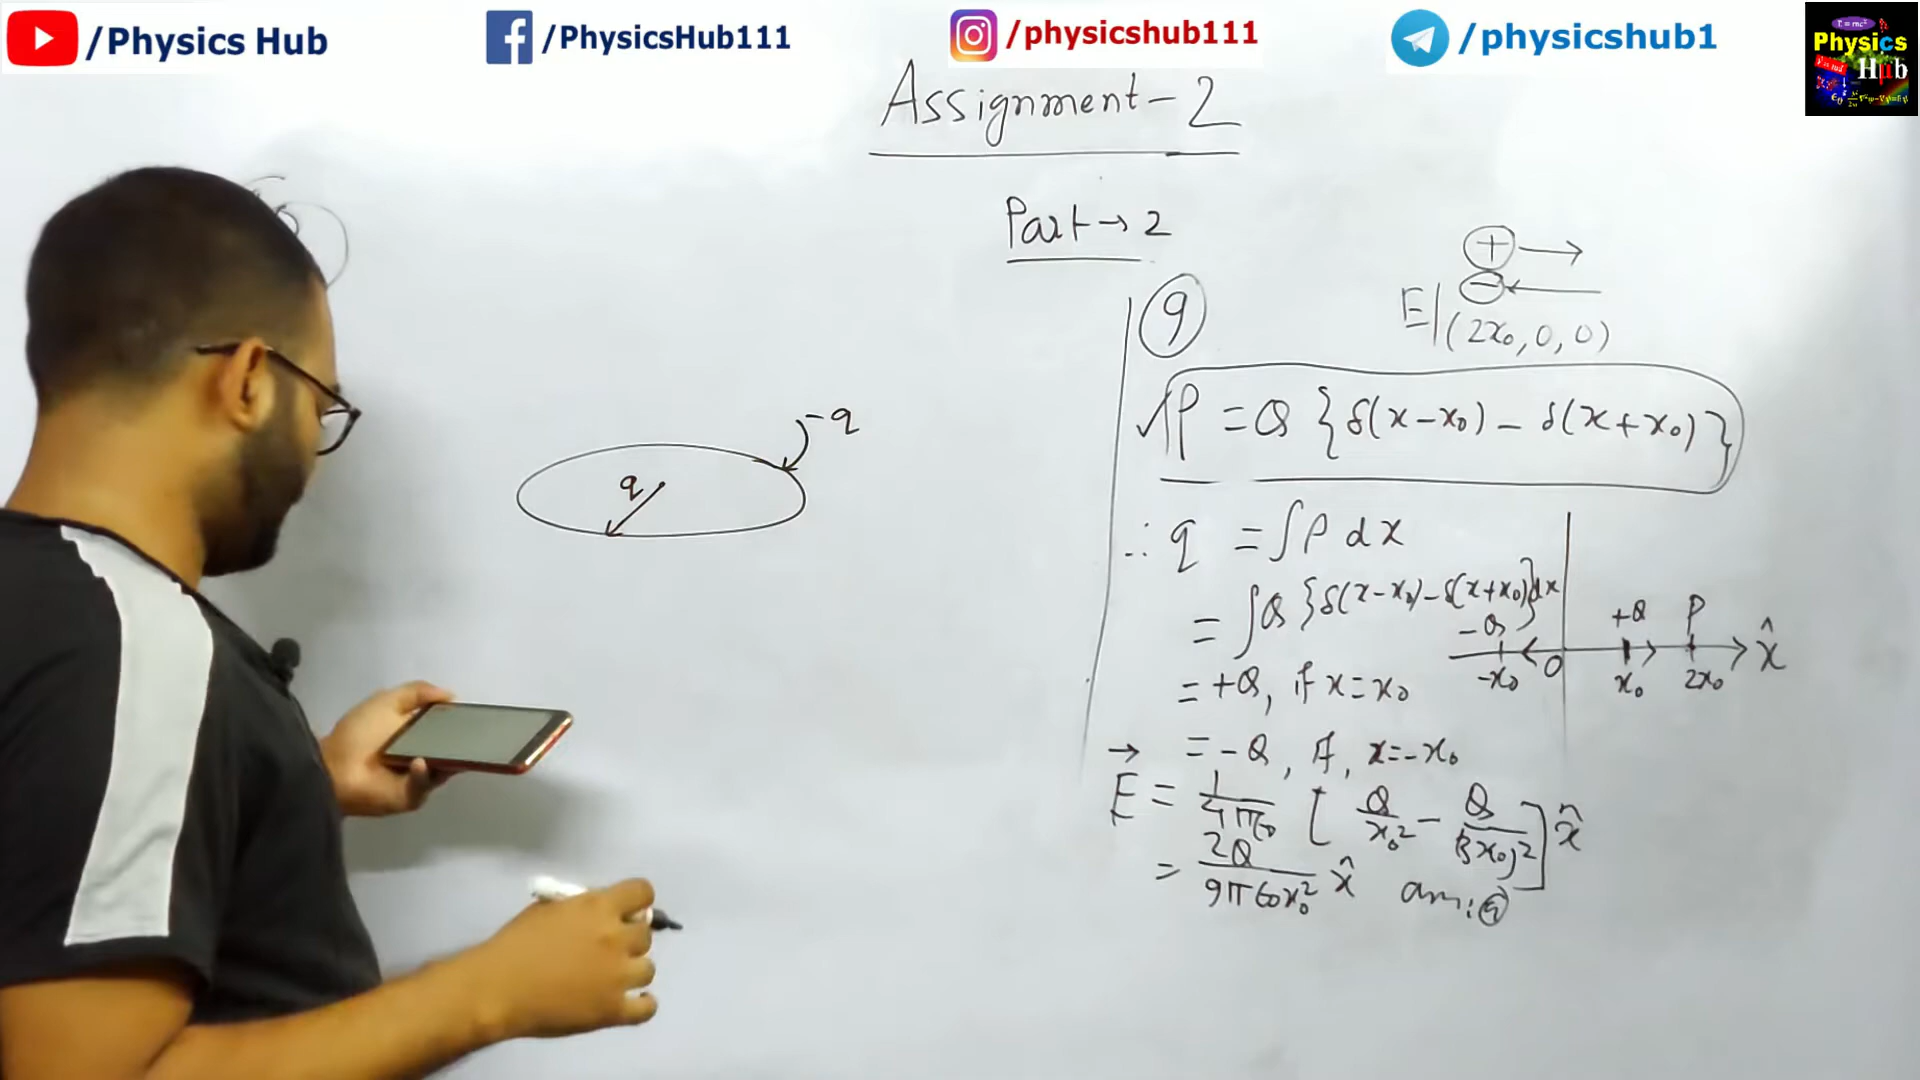 /Physics Hub
/PhysicsHub111
/physicshub111
/physicshub1
Physics
Hub
Assignment-2
Part→2
9
+
−
E|(2x₀,0,0)
ρ = Q {δ(x-x₀) - δ(x+x₀)}
-q
q
∴ q = ∫ρ dx
= ∫Q {δ(x-x₀)-δ(x+x₀)}dx
-Q +Q P
-x₀ O x₀ 2x₀ x̂
= +Q, if x=x₀
= -Q, if, x=-x₀
E⃗ = 1/4πϵ₀ [Q/x₀² - Q/(3x₀)²] x̂
= 2Q/9πϵ₀x₀² x̂ ans: